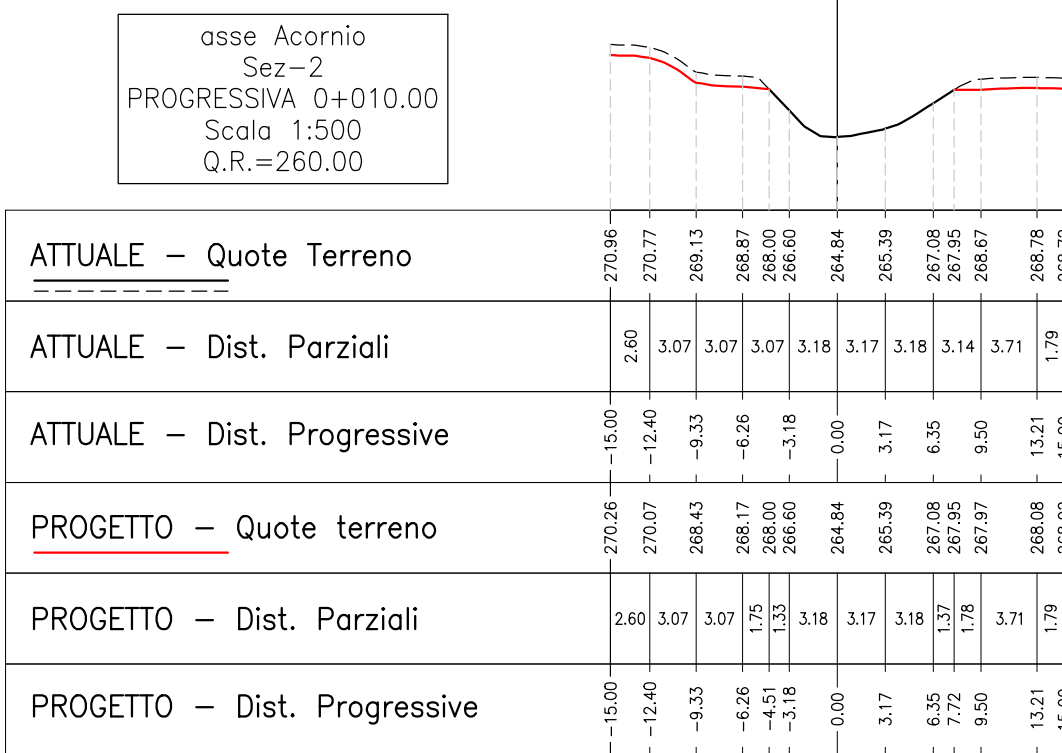 asse Acornio
Sez-2
PROGRESSIVA 0+010.00
Scala 1:500
Q.R.=260.00
ATTUALE - Quote Terreno
270.96 270.77 269.13 268.87 268.00 266.60 264.84 265.39 267.08 267.95 268.67 268.78
ATTUALE - Dist. Parziali
2.60 3.07 3.07 3.07 3.18 3.17 3.18 3.14 3.71 1.79
ATTUALE - Dist. Progressive
-15.00 -12.40 -9.33 -6.26 -3.18 0.00 3.17 6.35 9.50 13.21
PROGETTO - Quote terreno
270.26 270.07 268.43 268.17 268.00 266.60 264.84 265.39 267.08 267.95 267.97 268.08
PROGETTO - Dist. Parziali
2.60 3.07 3.07 1.75 1.33 3.18 3.17 3.18 1.37 1.78 3.71 1.79
PROGETTO - Dist. Progressive
-15.00 -12.40 -9.33 -6.26 -4.51 -3.18 0.00 3.17 6.35 7.72 9.50 13.21